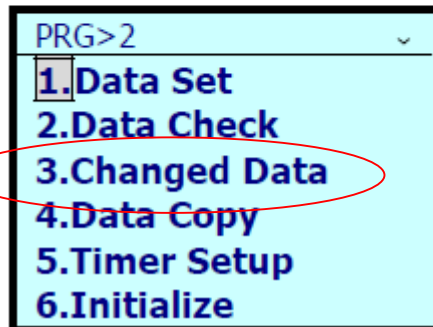 PRG>2
1.Data Set
2.Data Check
3.Changed Data
4.Data Copy
5.Timer Setup
6.Initialize